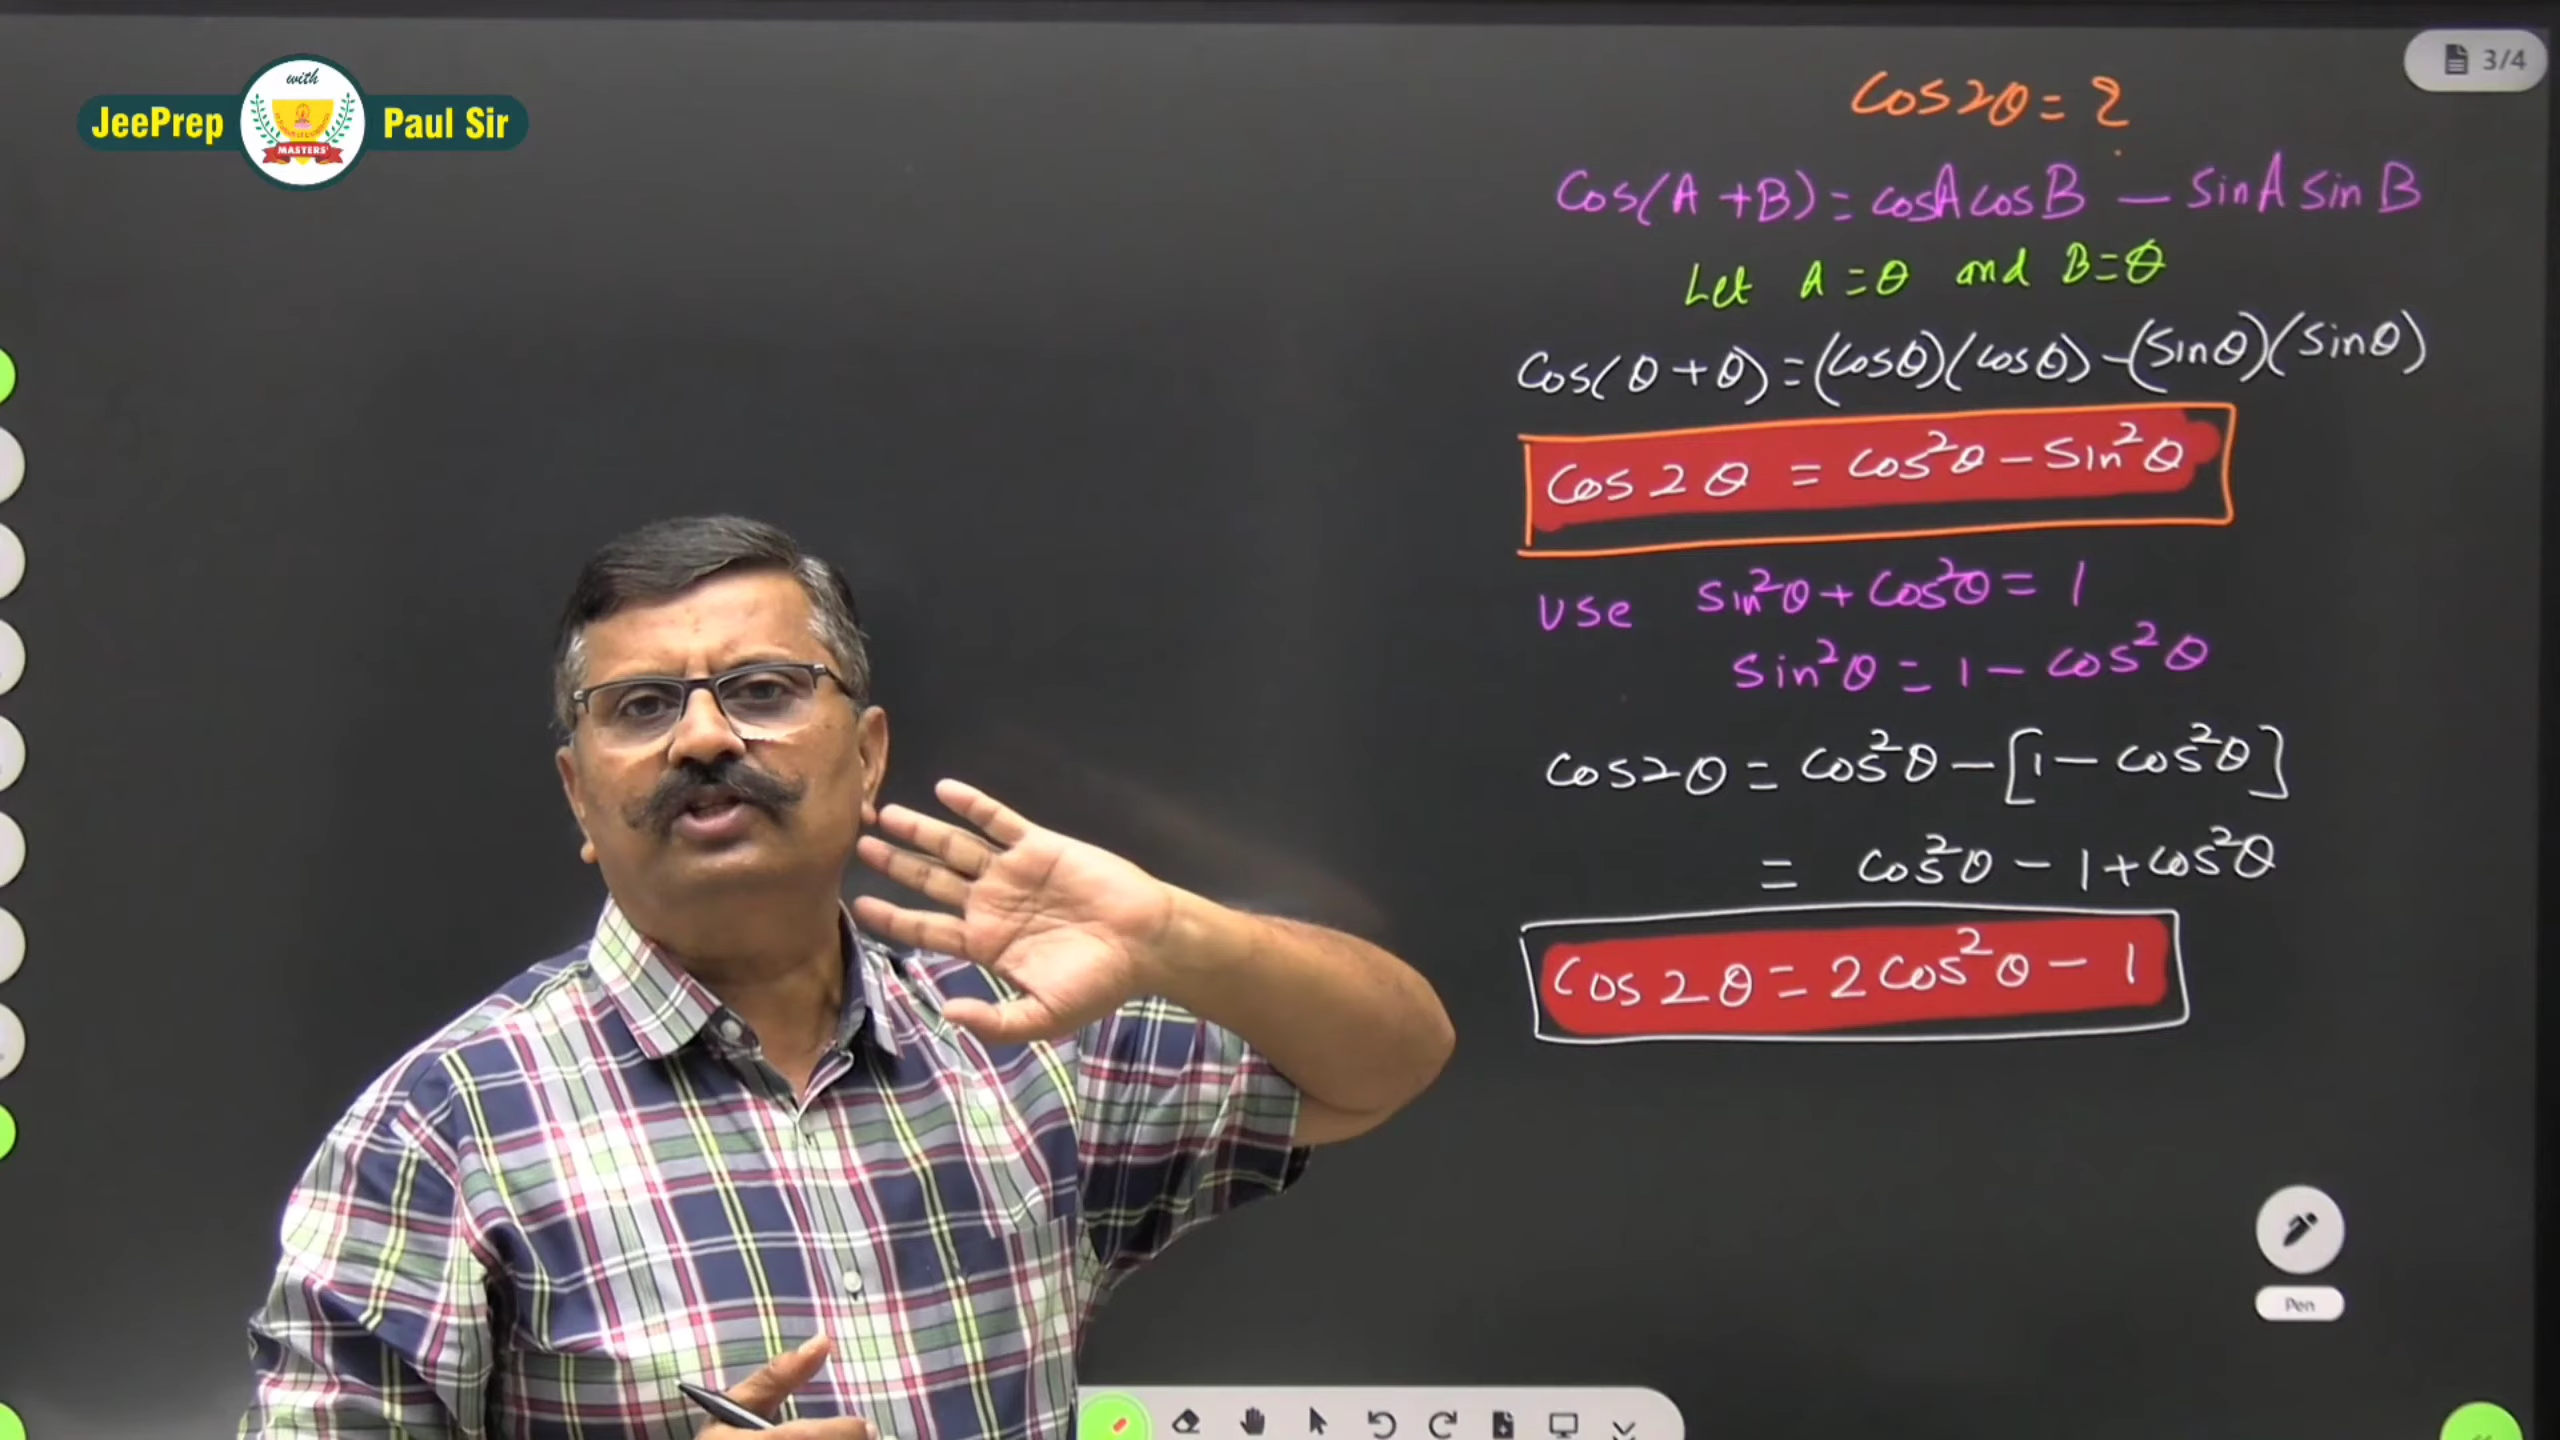 JeePrep with Paul Sir
MASTERS'
3/4
Cos2θ = ?
Cos(A+B) = cosA cosB - sinA sinB
Let A = θ and B = θ
Cos(θ+θ) = (cosθ)(cosθ) - (sinθ)(sinθ)
Cos2θ = cos²θ - sin²θ
use sin²θ + cos²θ = 1
sin²θ = 1 - cos²θ
cos2θ = cos²θ - [1 - cos²θ]
= cos²θ - 1 + cos²θ
Cos2θ = 2cos²θ - 1
Pen